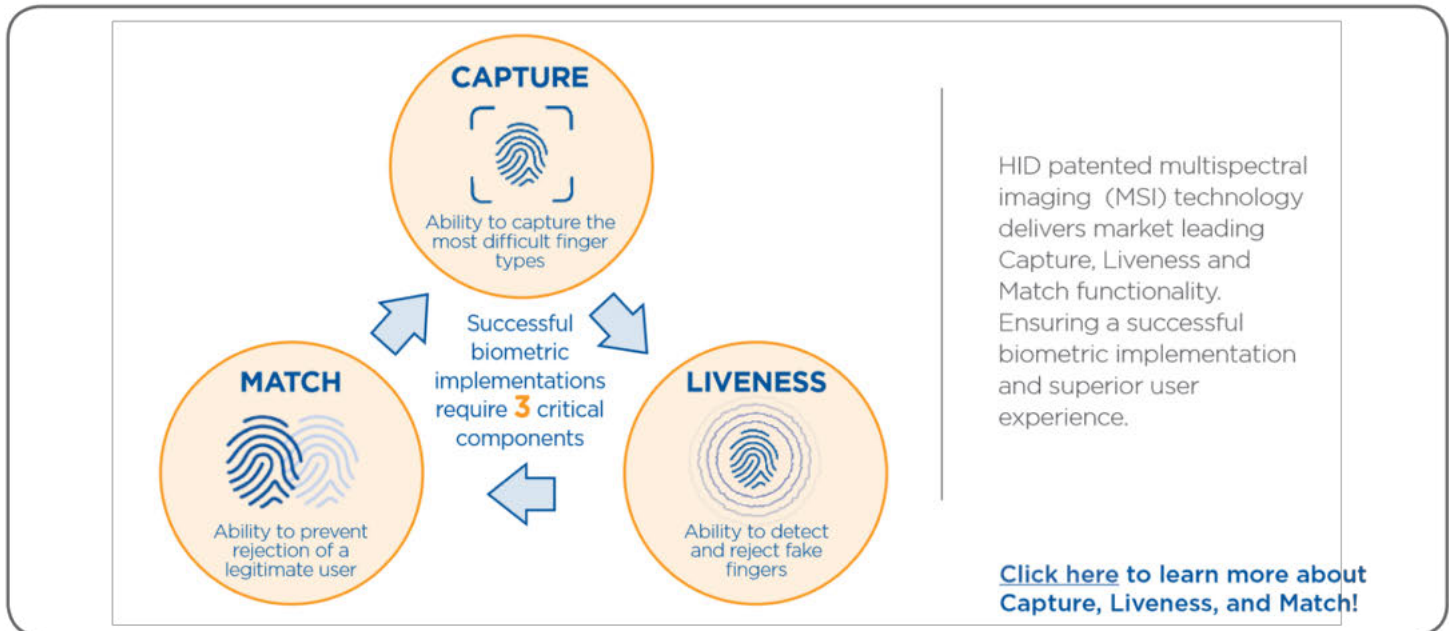 CAPTURE
Ability to capture the
most difficult finger
types
Successful
biometric
implementations
require 3 critical
components
MATCH
Ability to prevent
rejection of a
legitimate user
LIVENESS
Ability to detect
and reject fake
fingers
HID patented multispectral
imaging (MSI) technology
delivers market leading
Capture, Liveness and
Match functionality.
Ensuring a successful
biometric implementation
and superior user
experience.
Click here to learn more about
Capture, Liveness, and Match!